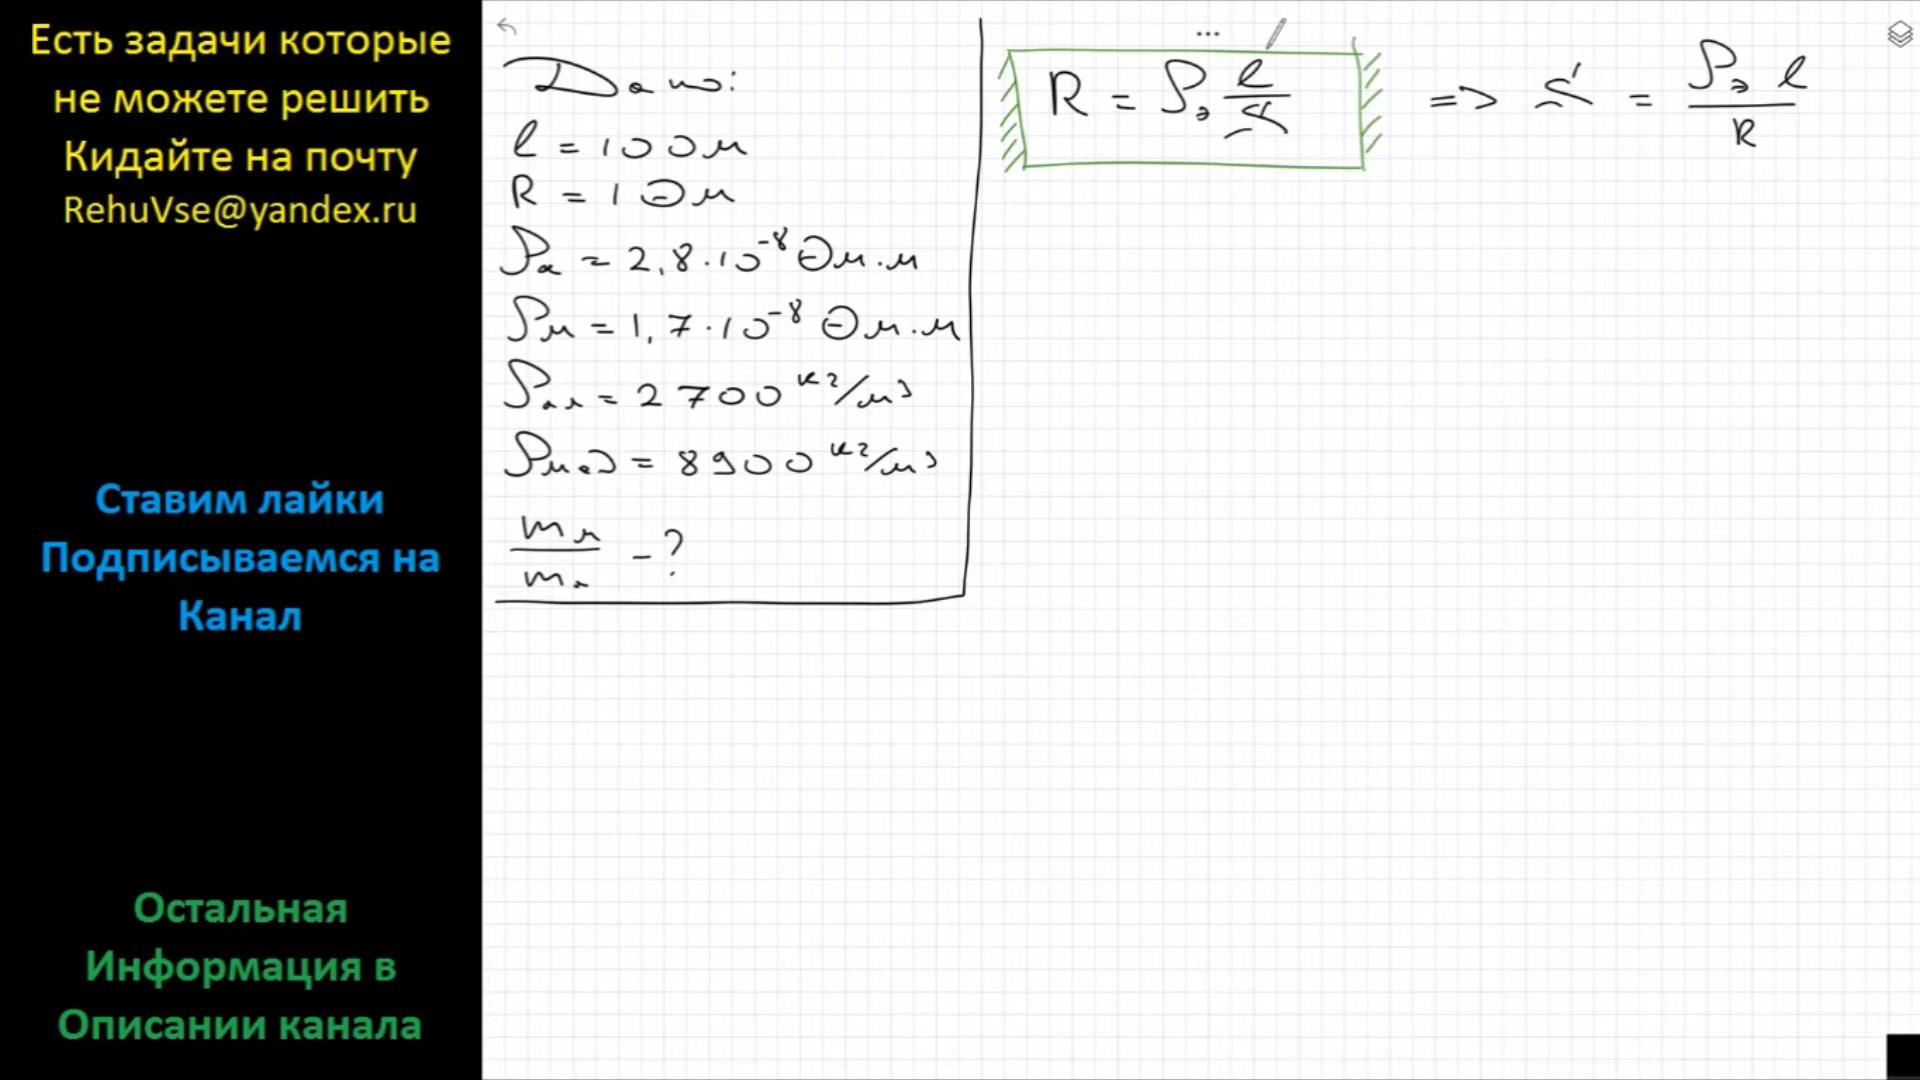 Есть задачи которые
не можете решить
Кидайте на почту
RehuVse@yandex.ru
Ставим лайки
Подписываемся на
Канал
Остальная
Информация в
Описании канала
Дано:
l = 100 м
R = 1 Ом
ρа = 2,8·10⁻⁸ Ом·м
ρм = 1,7·10⁻⁸ Ом·м
ρал = 2700 кг/м³
ρмед = 8900 кг/м³
mм/mа - ?
R = ρэ l/S => S = ρэ l/R